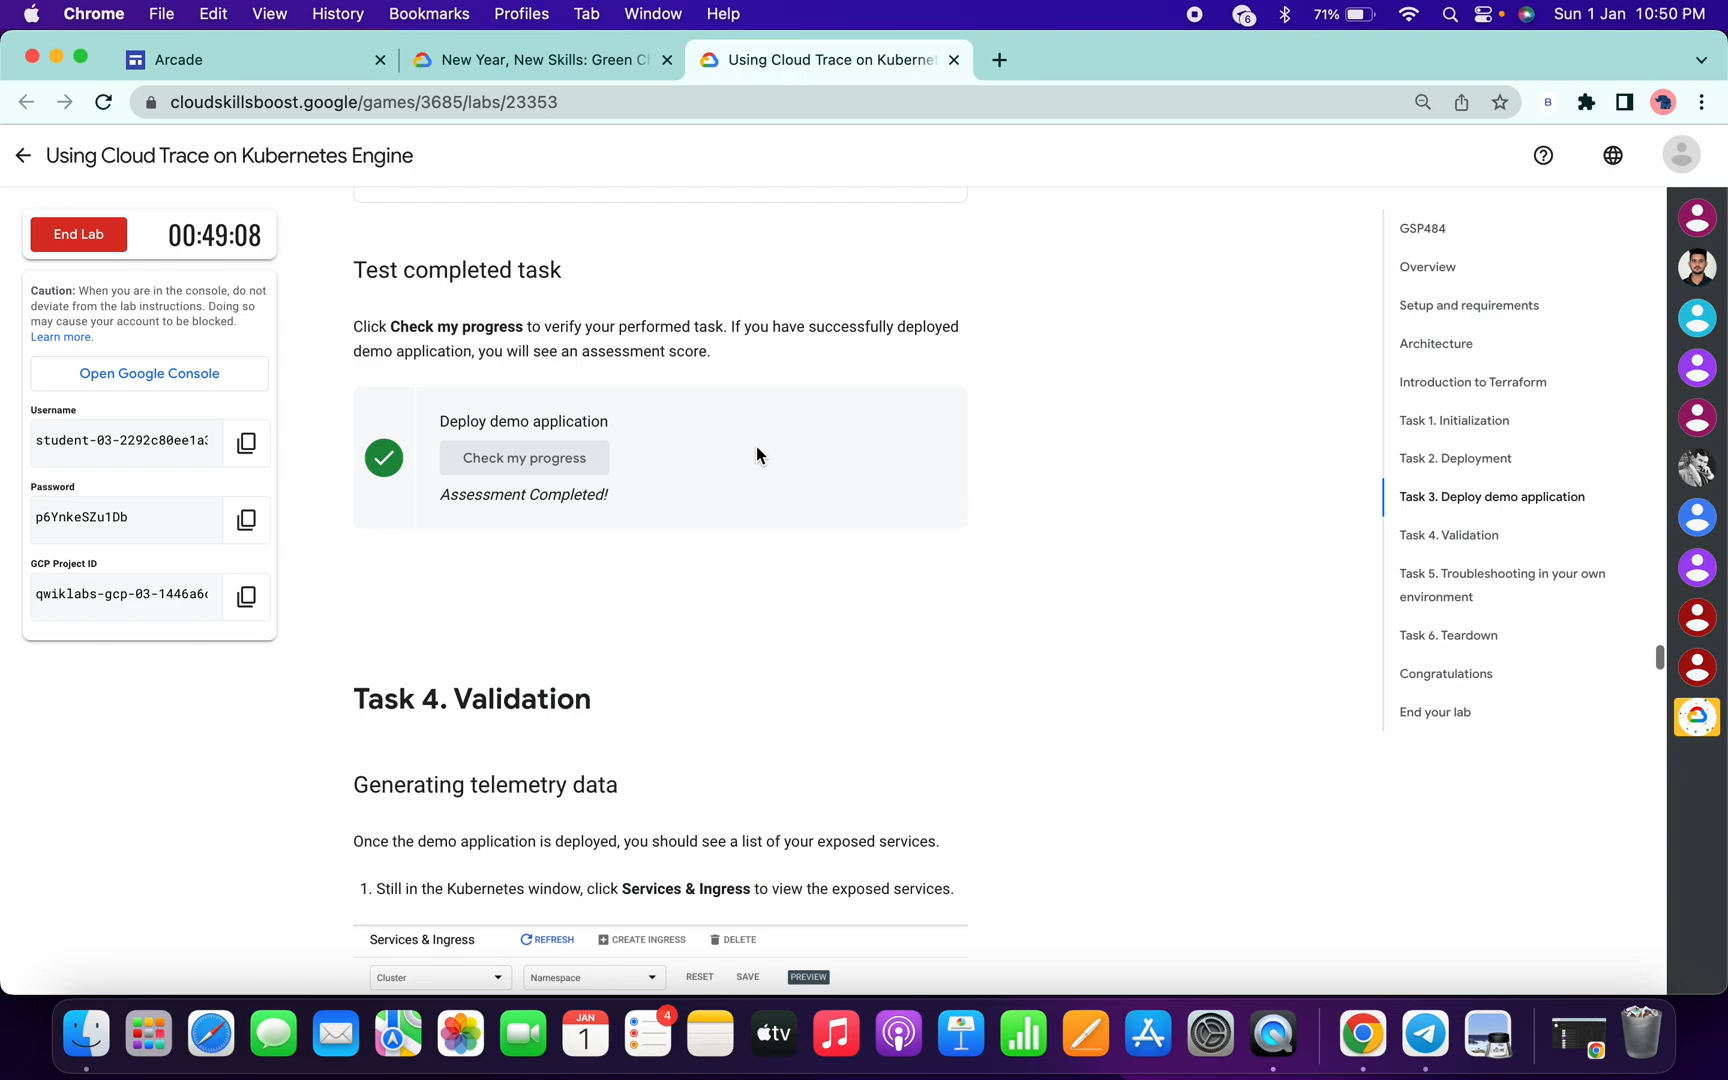 Chrome File Edit View History Bookmarks Profiles Tab Window Help
6 71% Sun 1 Jan 10:50 PM
Arcade
New Year, New Skills: Green C
Using Cloud Trace on Kuberne
cloudskillsboost.google/games/3685/labs/23353
B
Using Cloud Trace on Kubernetes Engine
End Lab 00:49:08
Caution: When you are in the console, do not
deviate from the lab instructions. Doing so
may cause your account to be blocked.
Learn more.
Open Google Console
Username
student-03-2292c80ee1a
Password
p6YnkeSZu1Db
GCP Project ID
qwiklabs-gcp-03-1446a6
Test completed task
Click Check my progress to verify your performed task. If you have successfully deployed
demo application, you will see an assessment score.
Deploy demo application
Check my progress
Assessment Completed!
Task 4. Validation
Generating telemetry data
Once the demo application is deployed, you should see a list of your exposed services.
1. Still in the Kubernetes window, click Services & Ingress to view the exposed services.
Services & Ingress REFRESH CREATE INGRESS DELETE
Cluster Namespace RESET SAVE PREVIEW
GSP484
Overview
Setup and requirements
Architecture
Introduction to Terraform
Task 1. Initialization
Task 2. Deployment
Task 3. Deploy demo application
Task 4. Validation
Task 5. Troubleshooting in your own
environment
Task 6. Teardown
Congratulations
End your lab
JAN
1
4
tv